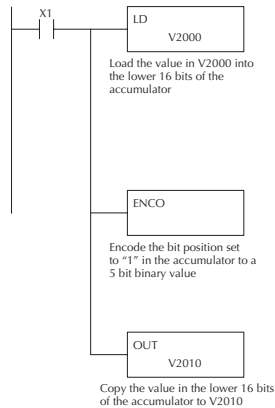 X1
LD
V2000
Load the value in V2000 into
the lower 16 bits of the
accumulator
ENCO
Encode the bit position set
to “1” in the accumulator to a
5 bit binary value
OUT
V2010
Copy the value in the lower 16 bits
of the accumulator to V2010